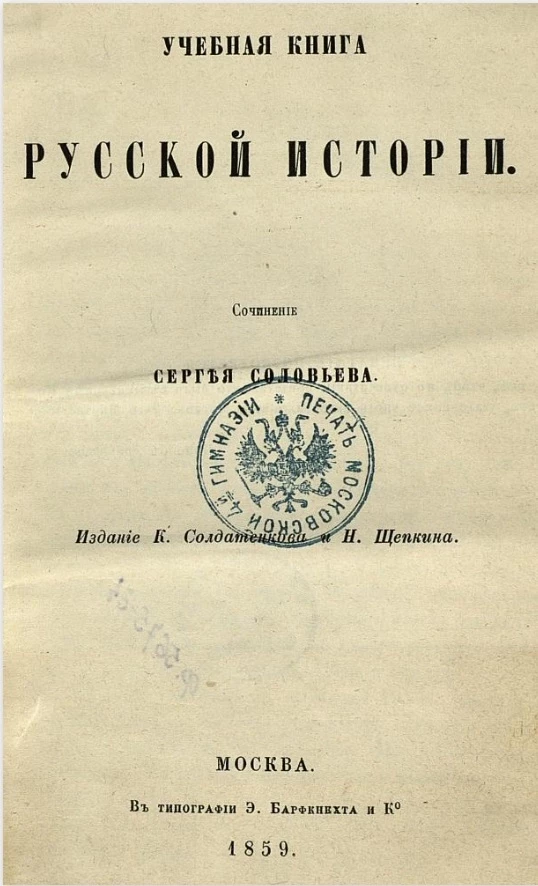 УЧЕБНАЯ КНИГА
РУССКОЙ ИСТОРІИ.
Сочиненіе
СЕРГѢЯ СОЛОВЬЕВА.
* ПЕЧАТЬ МОСКОВСКОЙ 4Й ГИМНАЗІИ
Изданіе К. Солдатенкова и Н. Щепкина.
МОСКВА.
Въ типографіи Э. Барфкнехта и Кº
1859.